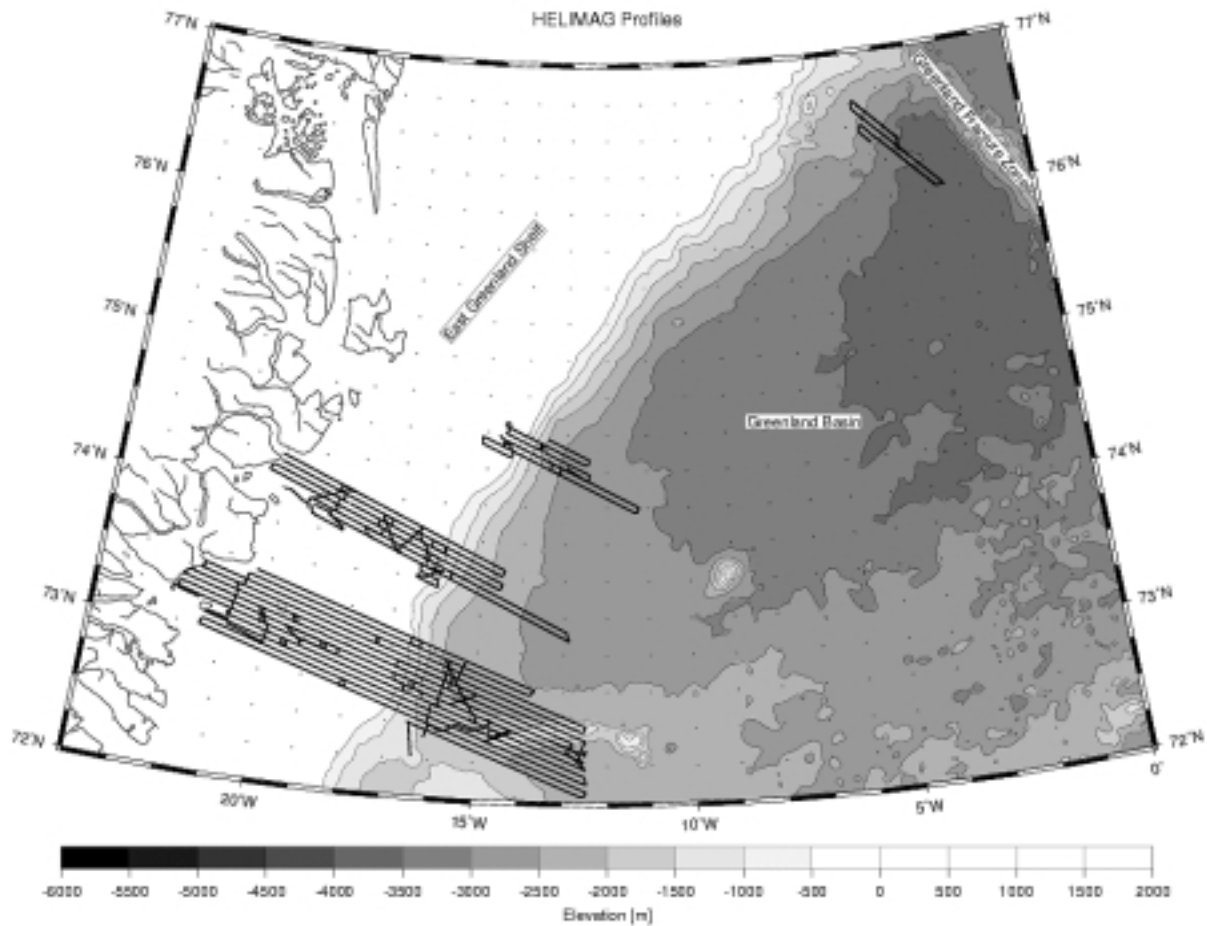 HELIMAG Profiles
77°N
77°N
Greenland Fracture Zone
76°N
76°N
East Greenland Shelf
75°N
75°N
Greenland Basin
74°N
74°N
73°N
73°N
72°N
72°N
0°
20°W
5°W
15°W
10°W
-6000 -5500 -5000 -4500 -4000 -3500 -3000 -2500 -2000 -1500 -1000 -500 0 500 1000 1500 2000
Elevation [m]